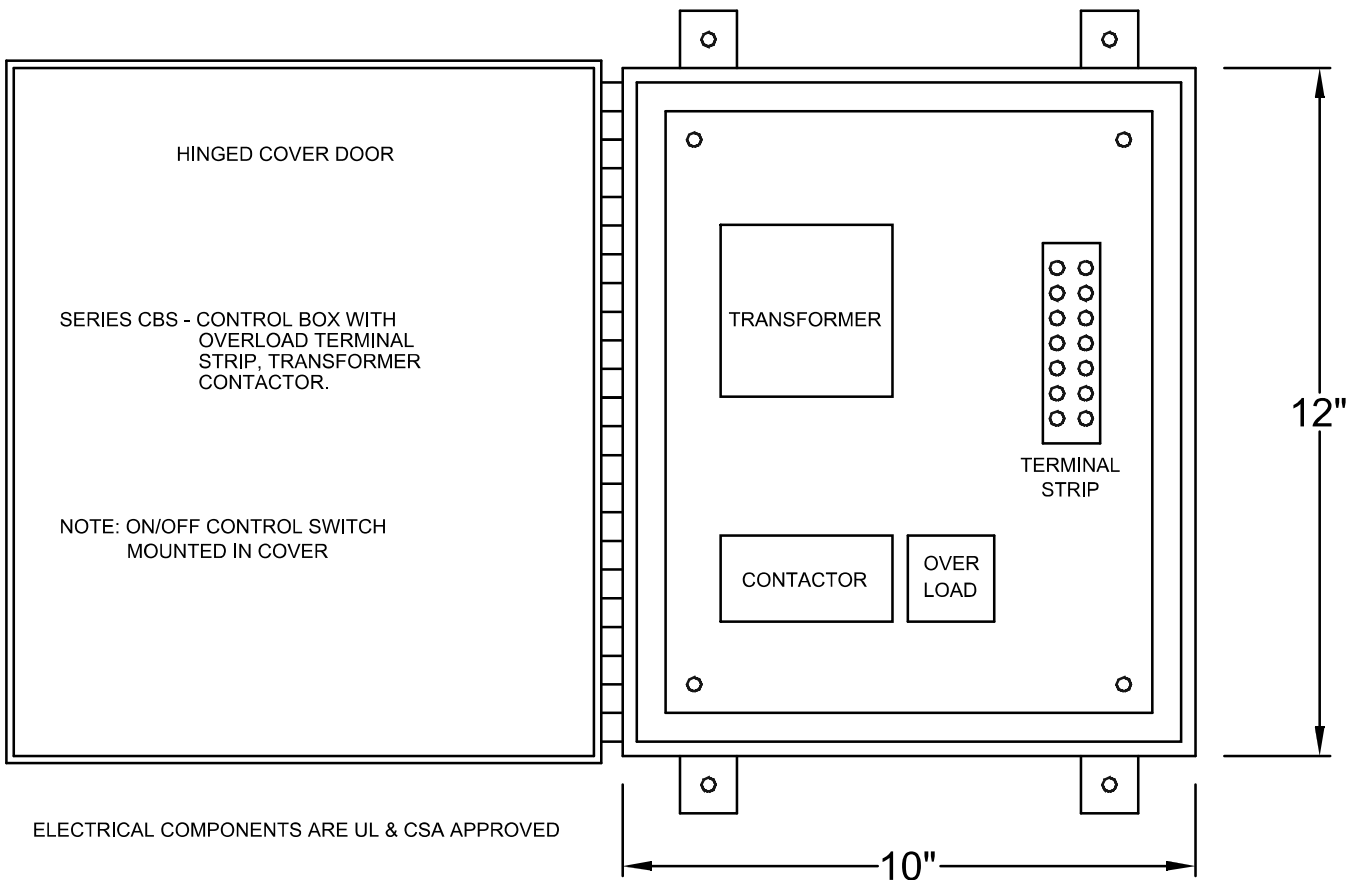 HINGED COVER DOOR
SERIES CBS - CONTROL BOX WITH
OVERLOAD TERMINAL
STRIP, TRANSFORMER
CONTACTOR.
NOTE: ON/OFF CONTROL SWITCH
MOUNTED IN COVER
ELECTRICAL COMPONENTS ARE UL & CSA APPROVED
TRANSFORMER
TERMINAL
STRIP
CONTACTOR
OVER
LOAD
12"
10"